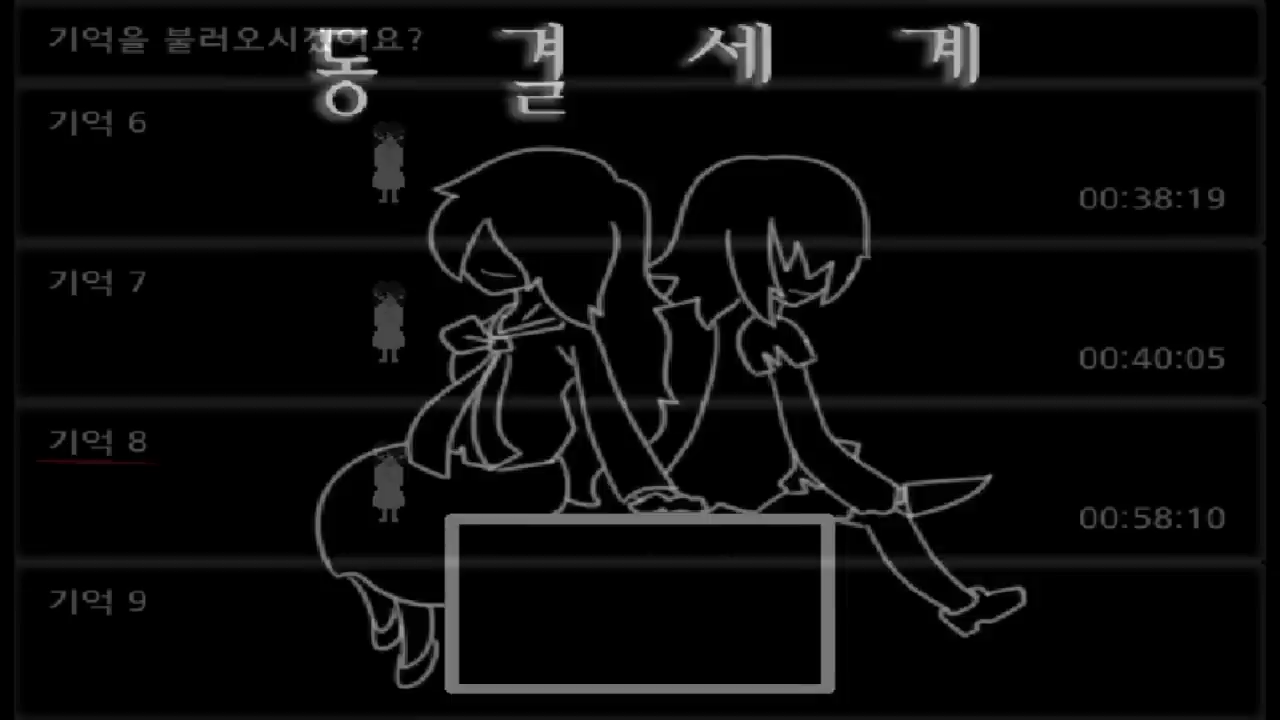 기억을 불러오시겠어요?
동 결 세 계
기억 6
00:38:19
기억 7
00:40:05
기억 8
00:58:10
기억 9